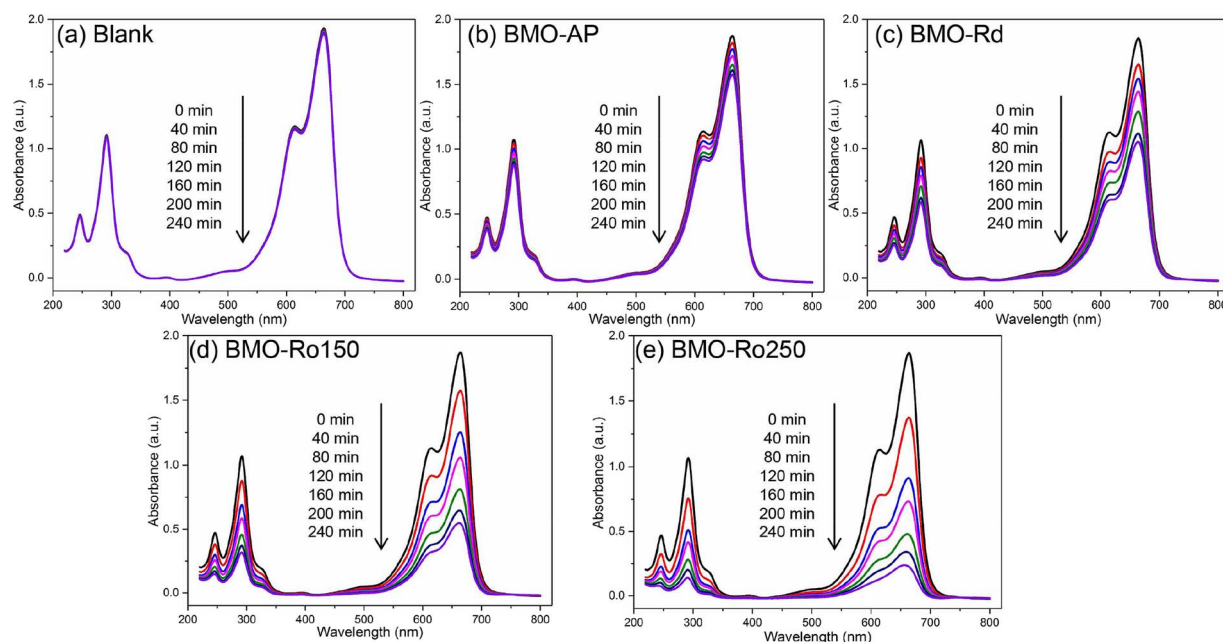 (a) Blank
2.0
1.5
1.0
0.5
0.0
Absorbance (a.u.)
0 min
40 min
80 min
120 min
160 min
200 min
240 min
200
300
400
500
600
700
800
Wavelength (nm)
(b) BMO-AP
2.0
1.5
1.0
0.5
0.0
Absorbance (a.u.)
0 min
40 min
80 min
120 min
160 min
200 min
240 min
200
300
400
500
600
700
800
Wavelength (nm)
(c) BMO-Rd
2.0
1.5
1.0
0.5
0.0
Absorbance (a.u.)
0 min
40 min
80 min
120 min
160 min
200 min
240 min
200
300
400
500
600
700
800
Wavelength (nm)
(d) BMO-Ro150
2.0
1.5
1.0
0.5
0.0
Absorbance (a.u.)
0 min
40 min
80 min
120 min
160 min
200 min
240 min
200
300
400
500
600
700
800
Wavelength (nm)
(e) BMO-Ro250
2.0
1.5
1.0
0.5
0.0
Absorbance (a.u.)
0 min
40 min
80 min
120 min
160 min
200 min
240 min
200
300
400
500
600
700
800
Wavelength (nm)